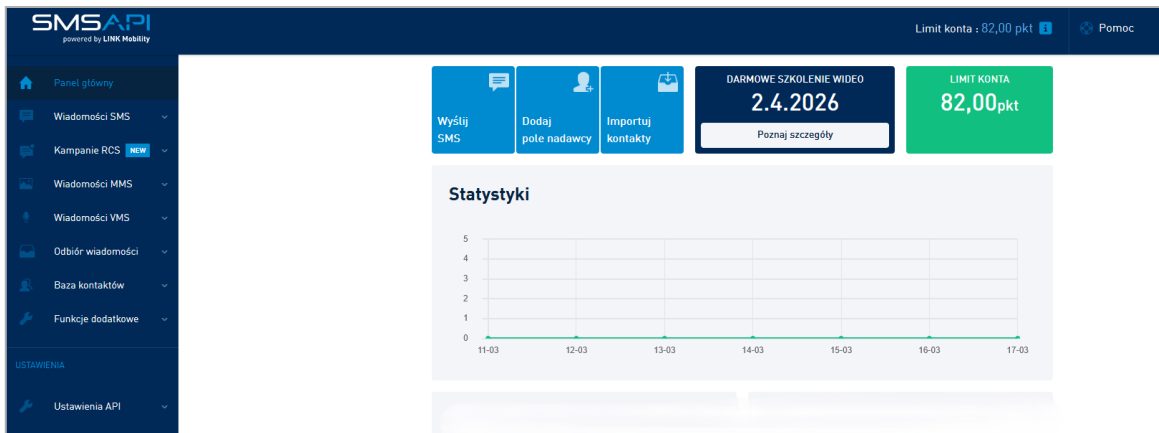 SMSAPI
powered by LINK Mobility
Limit konta : 82,00 pkt
Pomoc
Panel główny
Wiadomości SMS
Kampanie RCS NEW
Wiadomości MMS
Wiadomości VMS
Odbiór wiadomości
Baza kontaktów
Funkcje dodatkowe
USTAWIENIA
Ustawienia API
Wyślij
SMS
Dodaj
pole nadawcy
Importuj
kontakty
DARMOWE SZKOLENIE WIDEO
2.4.2026
Poznaj szczegóły
LIMIT KONTA
82,00pkt
Statystyki
5
4
3
2
1
0
11-03 12-03 13-03 14-03 15-03 16-03 17-03